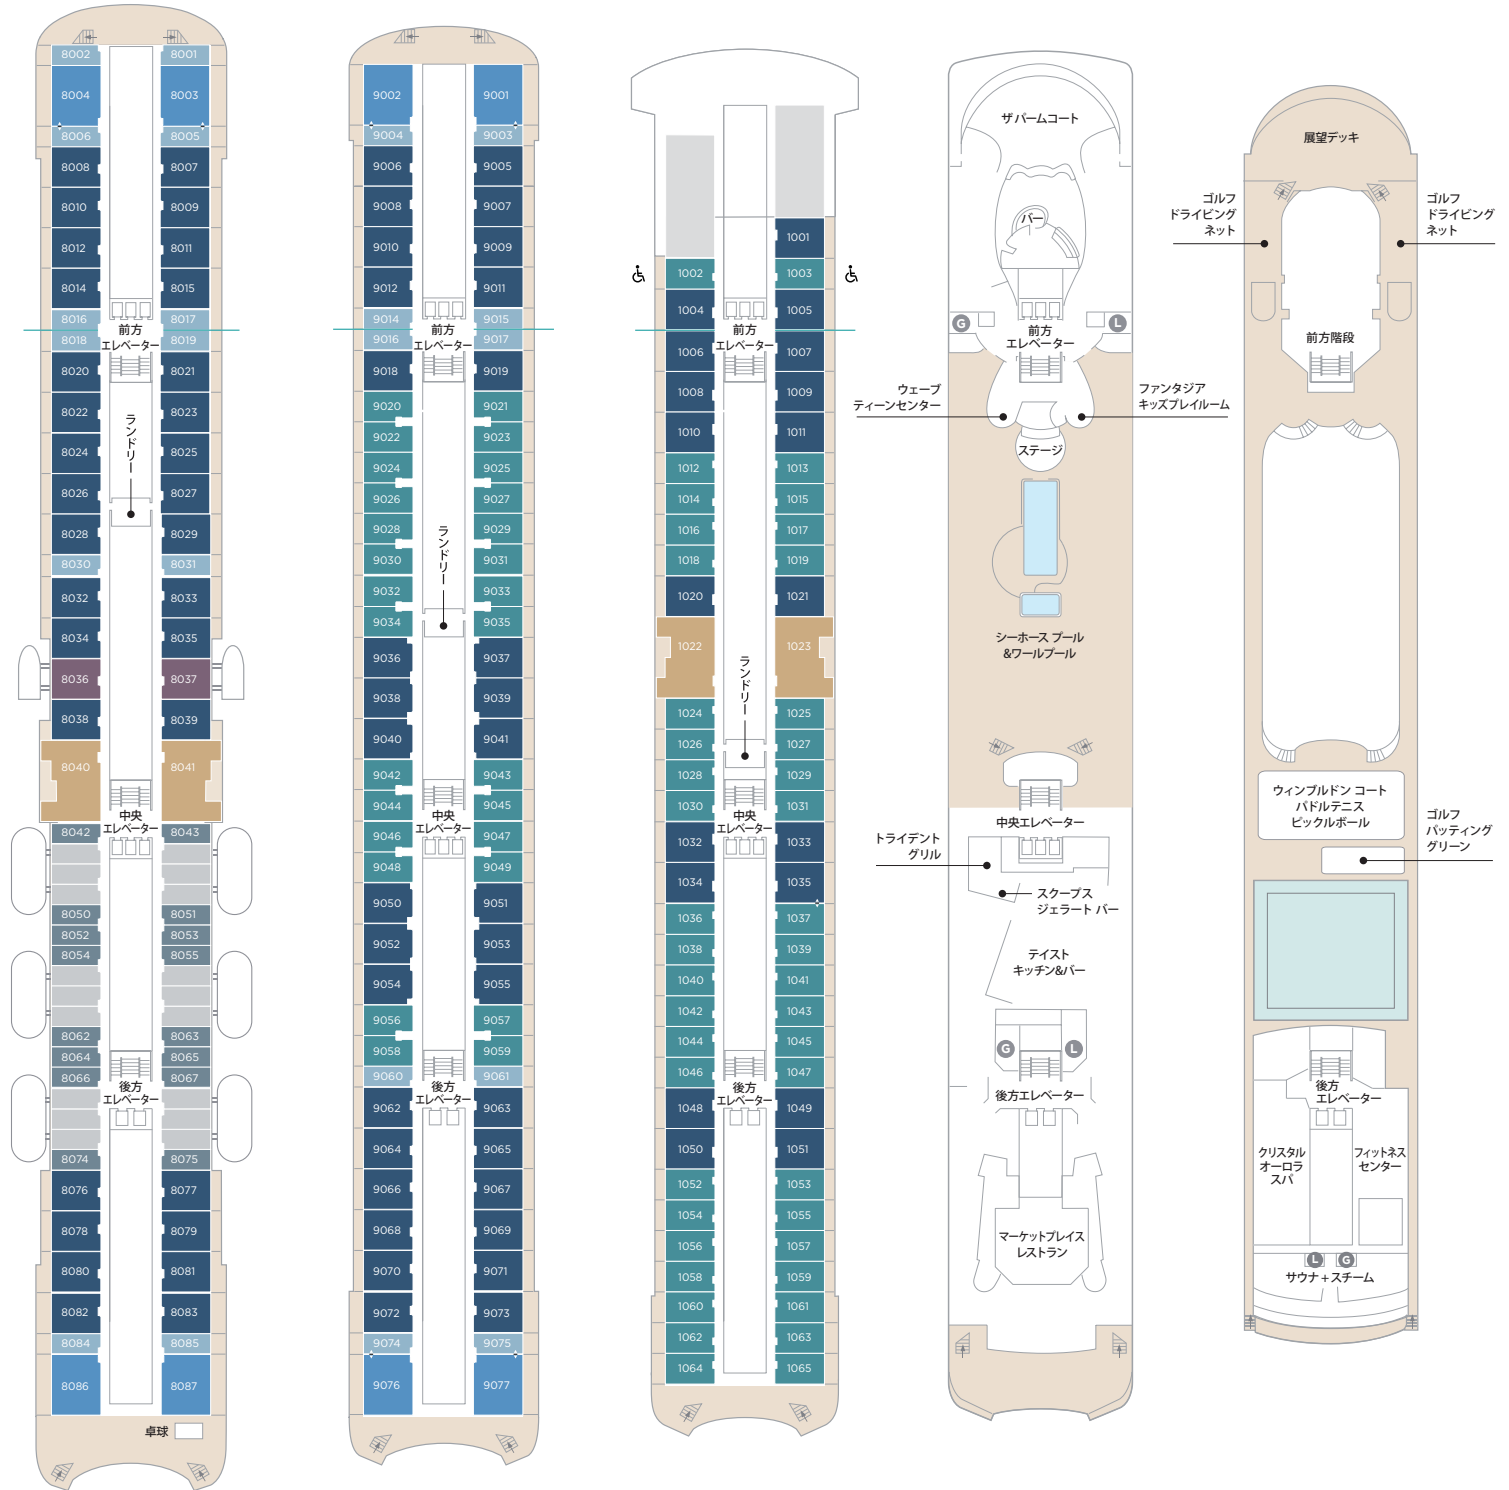 8002
8001
8004
8003
8006
8005
8008
8007
8010
8009
8012
8011
8014
8015
8016
8017
8018
8019
前方
エレベーター
8020
8021
8022
8023
ランドリー
8024
8025
8026
8027
8028
8029
8030
8031
8032
8033
8034
8035
8036
8037
8038
8039
8040
8041
中央
エレベーター
8042
8043
8050
8051
8052
8053
8054
8055
8062
8063
8064
8065
8066
8067
後方
エレベーター
8074
8075
8076
8077
8078
8079
8080
8081
8082
8083
8084
8085
8086
8087
卓球
9002
9001
9004
9003
9006
9005
9008
9007
9010
9009
9012
9011
9014
9015
9016
9017
前方
エレベーター
9018
9019
9020
9021
9022
9023
9024
9025
9026
9027
9028
9029
ランドリー
9030
9031
9032
9033
9034
9035
9036
9037
9038
9039
9040
9041
9042
9043
9044
9045
中央
エレベーター
9046
9047
9048
9049
9050
9051
9052
9053
9054
9055
9056
9057
9058
9059
9060
9061
後方
エレベーター
9062
9063
9064
9065
9066
9067
9068
9069
9070
9071
9072
9073
9074
9075
9076
9077
1001
1002
1003
1004
1005
前方
エレベーター
1006
1007
1008
1009
1010
1011
1012
1013
1014
1015
1016
1017
1018
1019
1020
1021
1022
1023
ランドリー
1024
1025
1026
1027
1028
1029
1030
1031
中央
エレベーター
1032
1033
1034
1035
1036
1037
1038
1039
1040
1041
1042
1043
1044
1045
1046
1047
後方
エレベーター
1048
1049
1050
1051
1052
1053
1054
1055
1056
1057
1058
1059
1060
1061
1062
1063
1064
1065
ザ パームコート
バー
G
L
前方
エレベーター
ウェーブ
ティーンセンター
ファンタジア
キッズプレイルーム
ステージ
シーホース プール
&ワールプール
中央エレベーター
トライデント
グリル
スクープス
ジェラート バー
テイスト
キッチン&バー
G
L
後方エレベーター
マーケットプレイス
レストラン
展望デッキ
ゴルフ
ドライビング
ネット
ゴルフ
ドライビング
ネット
前方階段
ウィンブルドン コート
パドルテニス
ピックルボール
ゴルフ
パッティング
グリーン
後方
エレベーター
クリスタル
オーロラ
スパ
フィットネス
センター
L
G
サウナ + スチーム